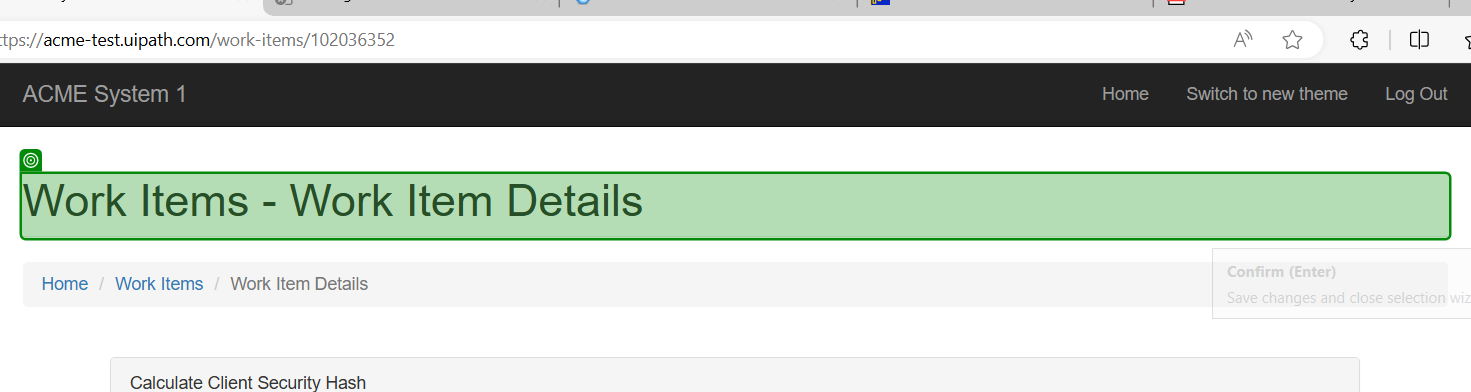 ttps://acme-test.uipath.com/work-items/102036352
ACME System 1
Home Switch to new theme Log Out
Work Items - Work Item Details
Home / Work Items / Work Item Details
Confirm (Enter)
Save changes and close selection wiz
Calculate Client Security Hash